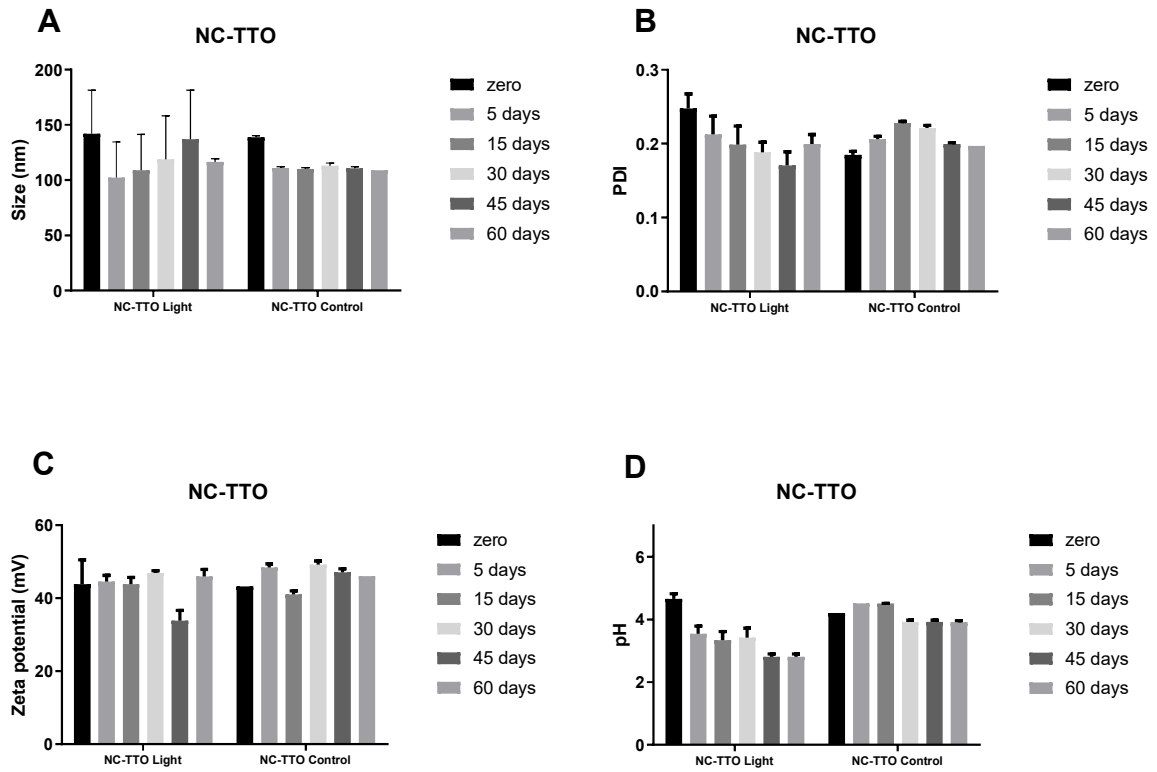 A
NC-TTO
Size (nm)
200
150
100
50
0
NC-TTO Light
NC-TTO Control
zero
5 days
15 days
30 days
45 days
60 days
B
NC-TTO
PDI
0.3
0.2
0.1
0.0
NC-TTO Light
NC-TTO Control
zero
5 days
15 days
30 days
45 days
60 days
C
NC-TTO
Zeta potential (mV)
60
40
20
0
NC-TTO Light
NC-TTO Control
zero
5 days
15 days
30 days
45 days
60 days
D
NC-TTO
pH
6
4
2
0
NC-TTO Light
NC-TTO Control
zero
5 days
15 days
30 days
45 days
60 days